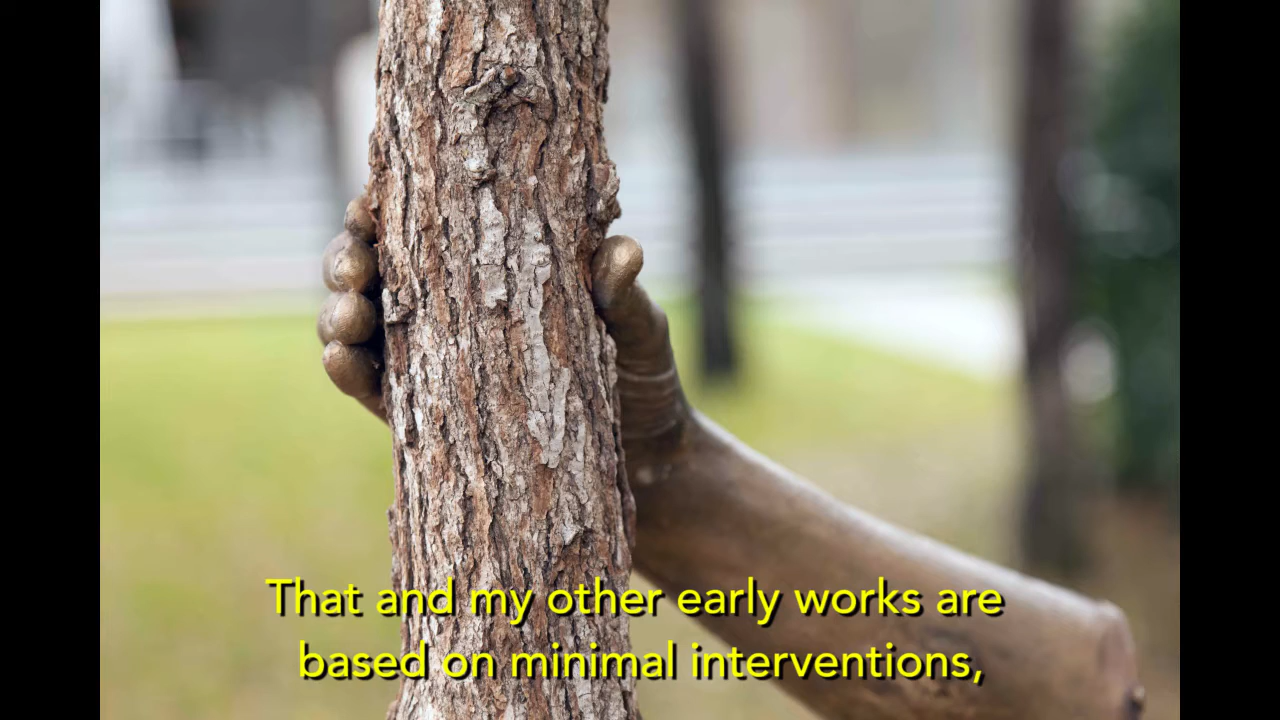 That and my other early works are
based on minimal interventions,